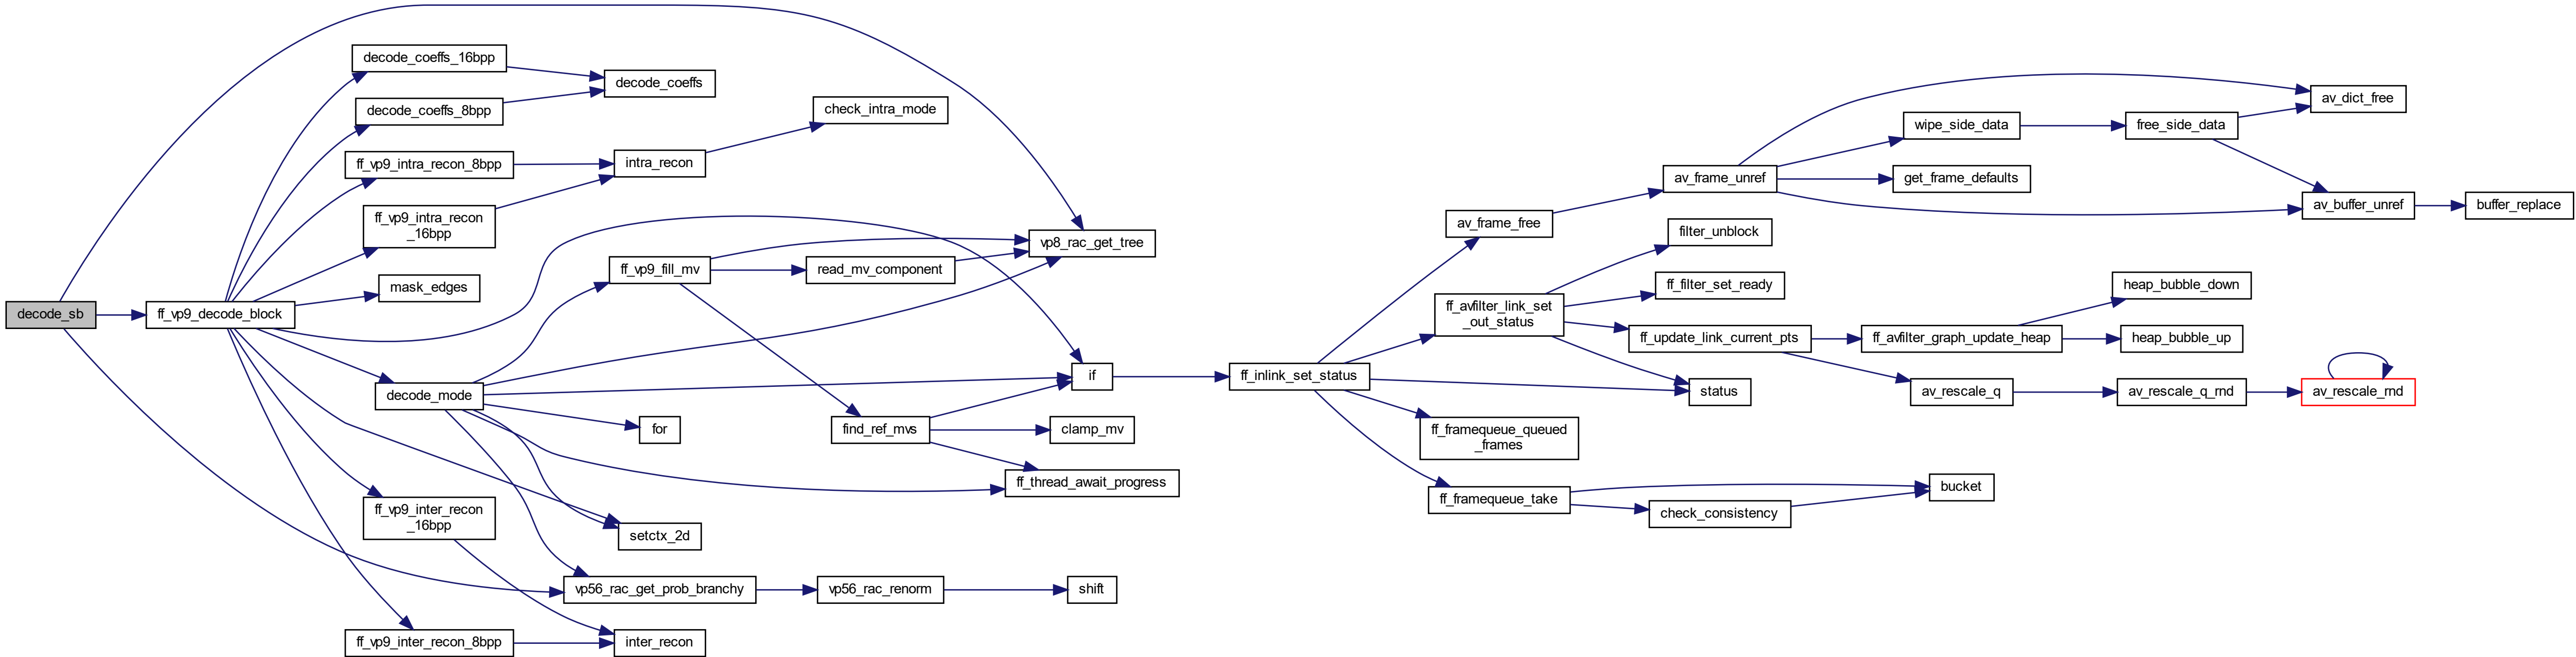 decode_sb
ff_vp9_decode_block
decode_coeffs_16bpp
decode_coeffs_8bpp
ff_vp9_intra_recon_8bpp
ff_vp9_intra_recon
_16bpp
mask_edges
decode_mode
ff_vp9_inter_recon
_16bpp
ff_vp9_inter_recon_8bpp
decode_coeffs
intra_recon
ff_vp9_fill_mv
for
setctx_2d
vp56_rac_get_prob_branchy
inter_recon
check_intra_mode
read_mv_component
find_ref_mvs
vp56_rac_renorm
vp8_rac_get_tree
if
clamp_mv
ff_thread_await_progress
shift
ff_inlink_set_status
av_frame_free
ff_avfilter_link_set
_out_status
ff_framequeue_queued
_frames
ff_framequeue_take
av_frame_unref
filter_unblock
ff_filter_set_ready
ff_update_link_current_pts
status
check_consistency
wipe_side_data
get_frame_defaults
ff_avfilter_graph_update_heap
av_rescale_q
bucket
free_side_data
heap_bubble_down
heap_bubble_up
av_rescale_q_rnd
av_dict_free
av_buffer_unref
av_rescale_rnd
buffer_replace